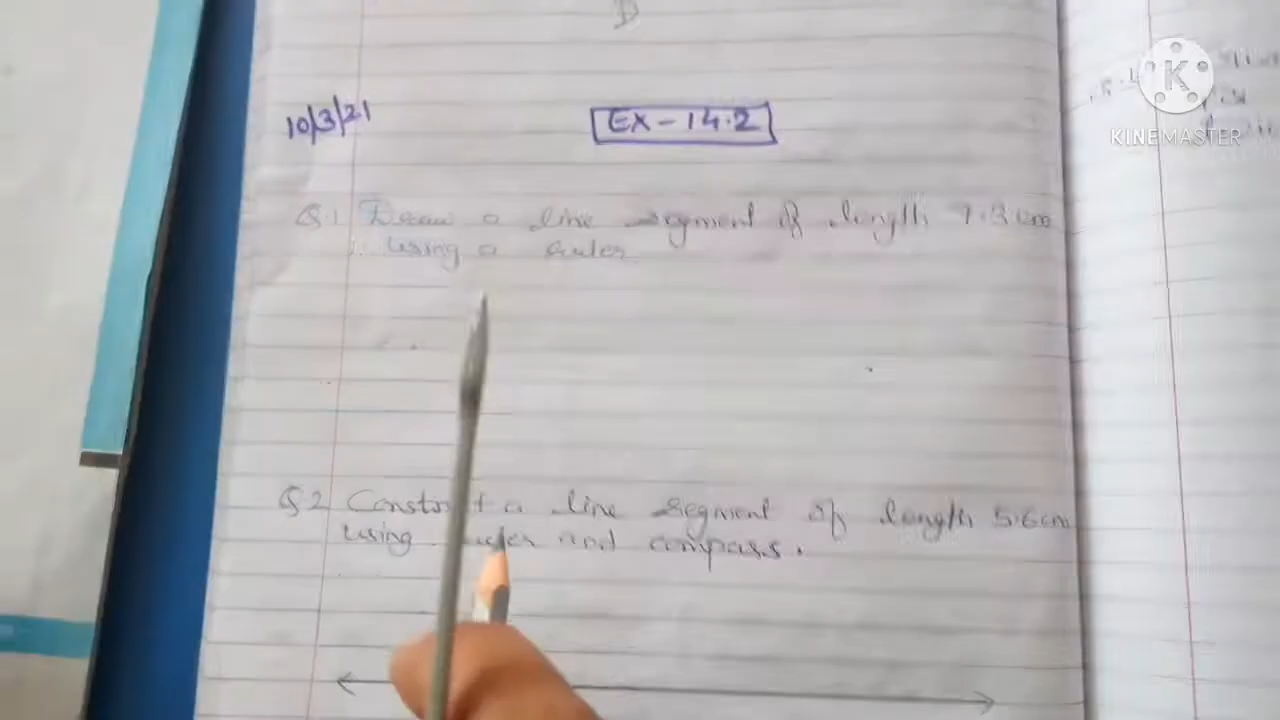 D
10/3/21
EX - 14.2
Q.1 Draw a line segment of length 7.3 cm
using a ruler
Q.2 Construct a line segment of length 5.6 cm
using ruler and compass.
K
KINEMASTER